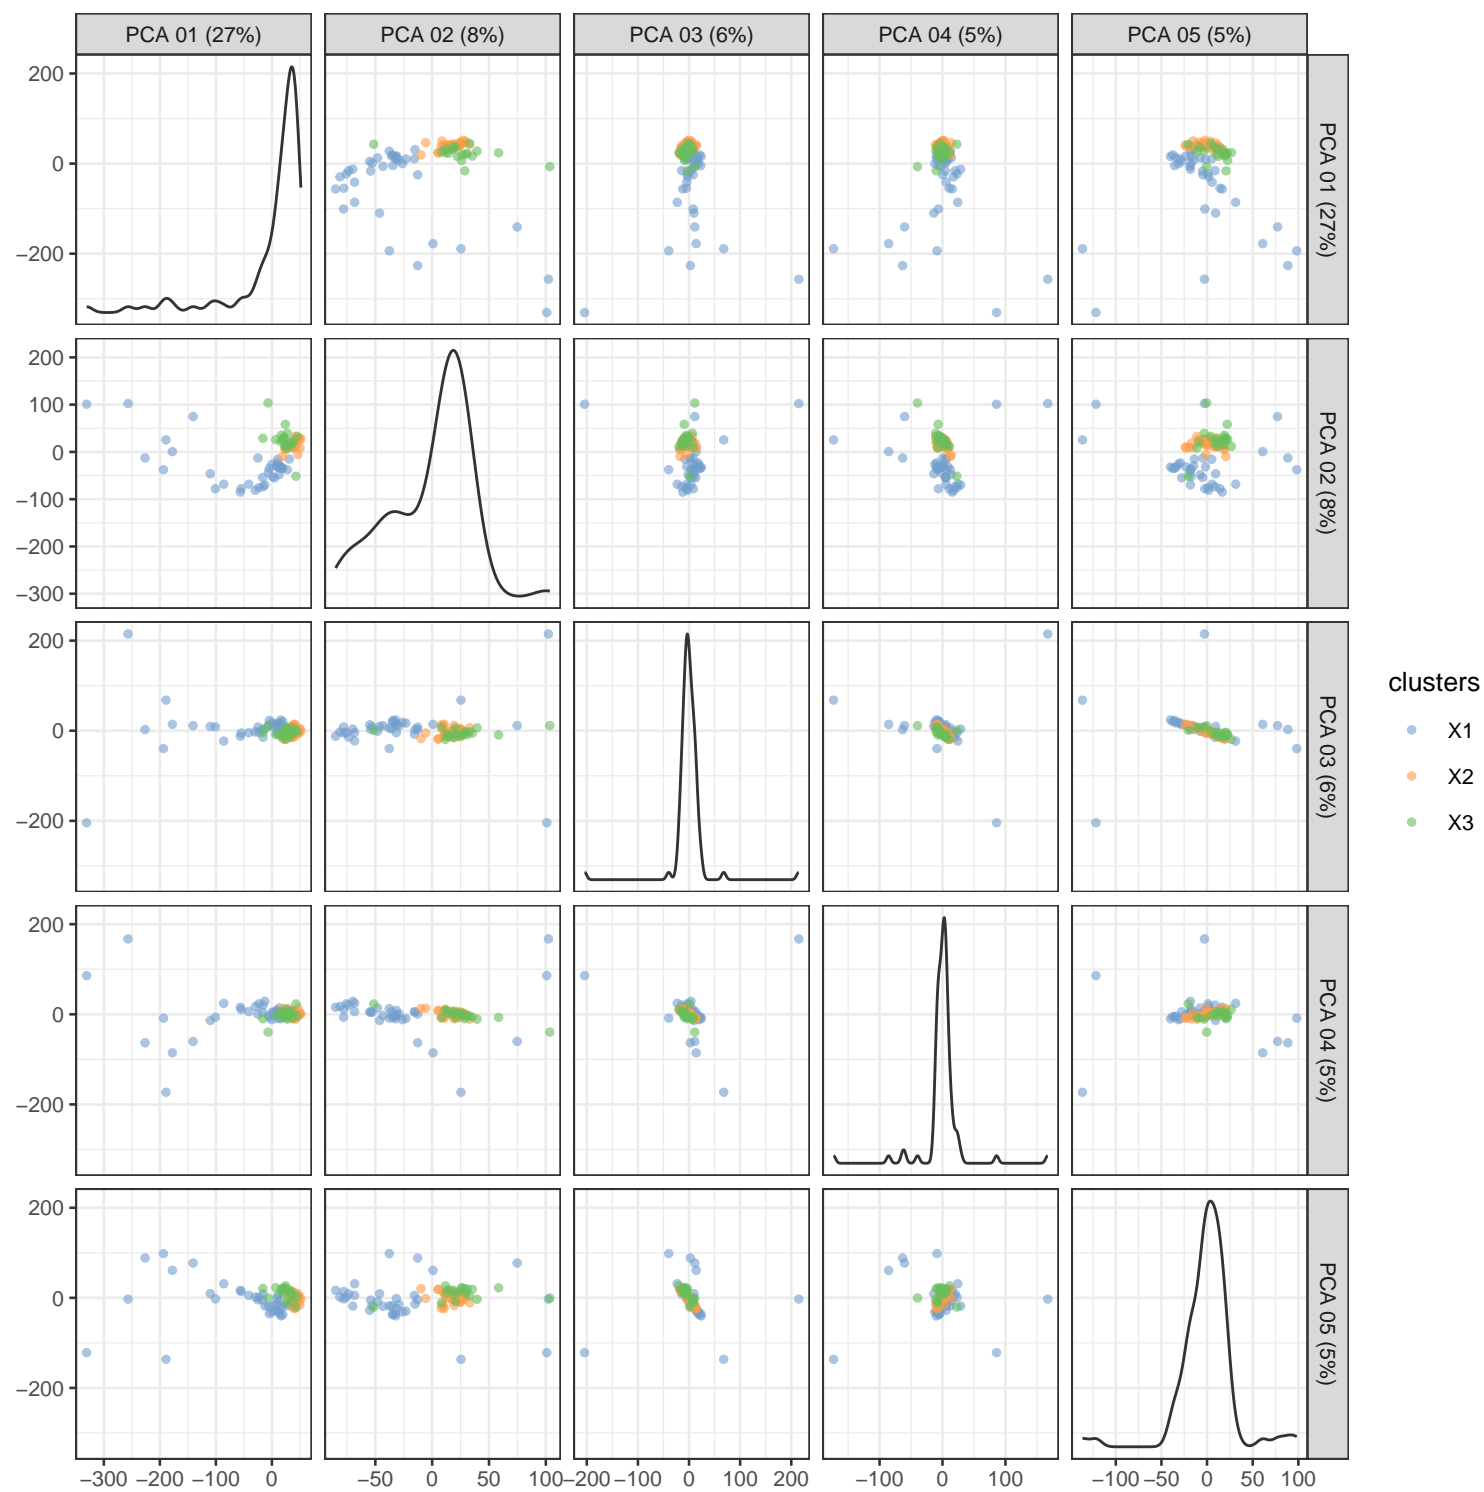 PCA 01 (27%) PCA 02 (8%) PCA 03 (6%) PCA 04 (5%) PCA 05 (5%)
200
0
−200
PCA 01 (27%)
200
100
0
−100
−200
−300
PCA 02 (8%)
200
0
−200
PCA 03 (6%)
200
0
−200
PCA 04 (5%)
200
0
−200
PCA 05 (5%)
−300 −200 −100 0 −50 0 50 100 −200 −100 0 100 200 −100 0 100 −100 −50 0 50 100
clusters
X1
X2
X3